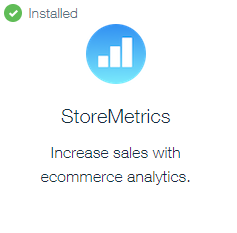 Installed
StoreMetrics
Increase sales with
ecommerce analytics.